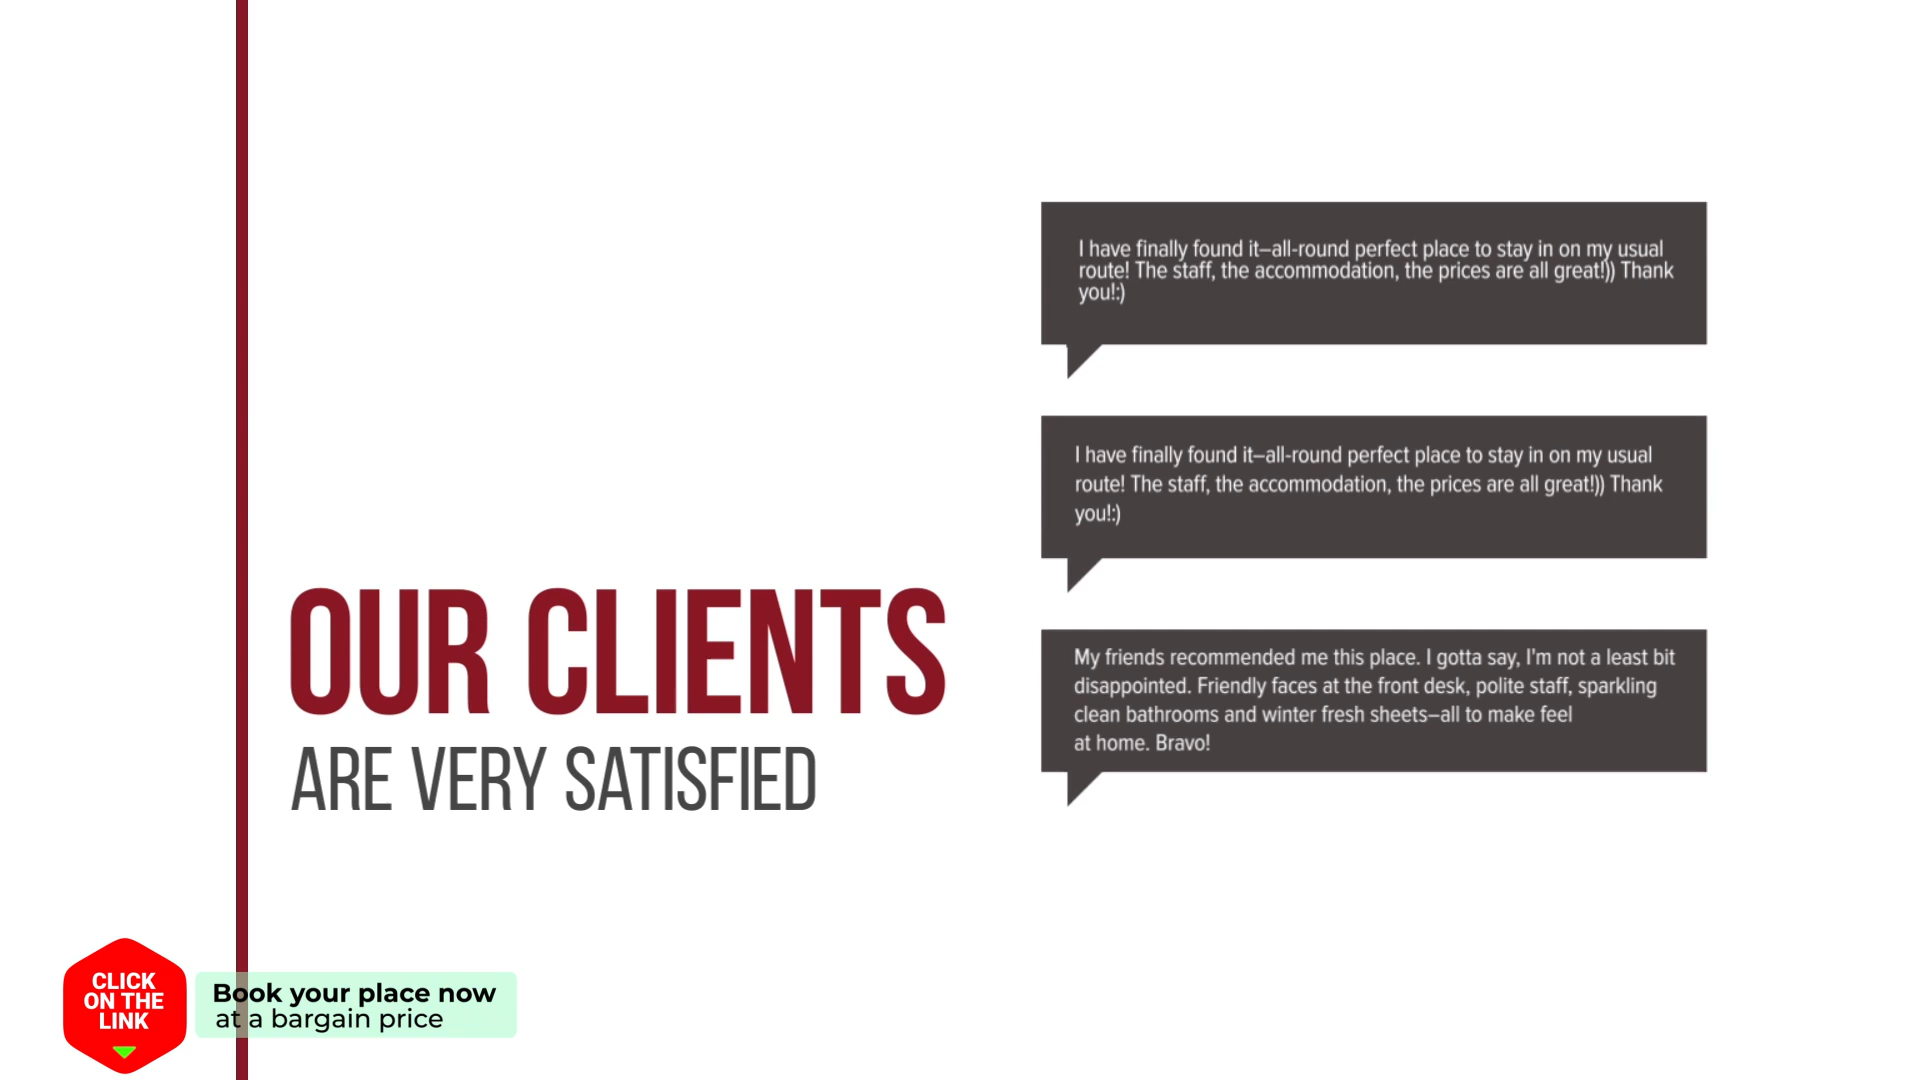 I have finally found it–all-round perfect place to stay in on my usual
route! The staff, the accommodation, the prices are all great!)) Thank
you!:)
I have finally found it–all-round perfect place to stay in on my usual
route! The staff, the accommodation, the prices are all great!)) Thank
you!:)
My friends recommended me this place. I gotta say, I'm not a least bit
disappointed. Friendly faces at the front desk, polite staff, sparkling
clean bathrooms and winter fresh sheets–all to make feel
at home. Bravo!
OUR CLIENTS
ARE VERY SATISFIED
CLICK
ON THE
LINK
Book your place now
at a bargain price